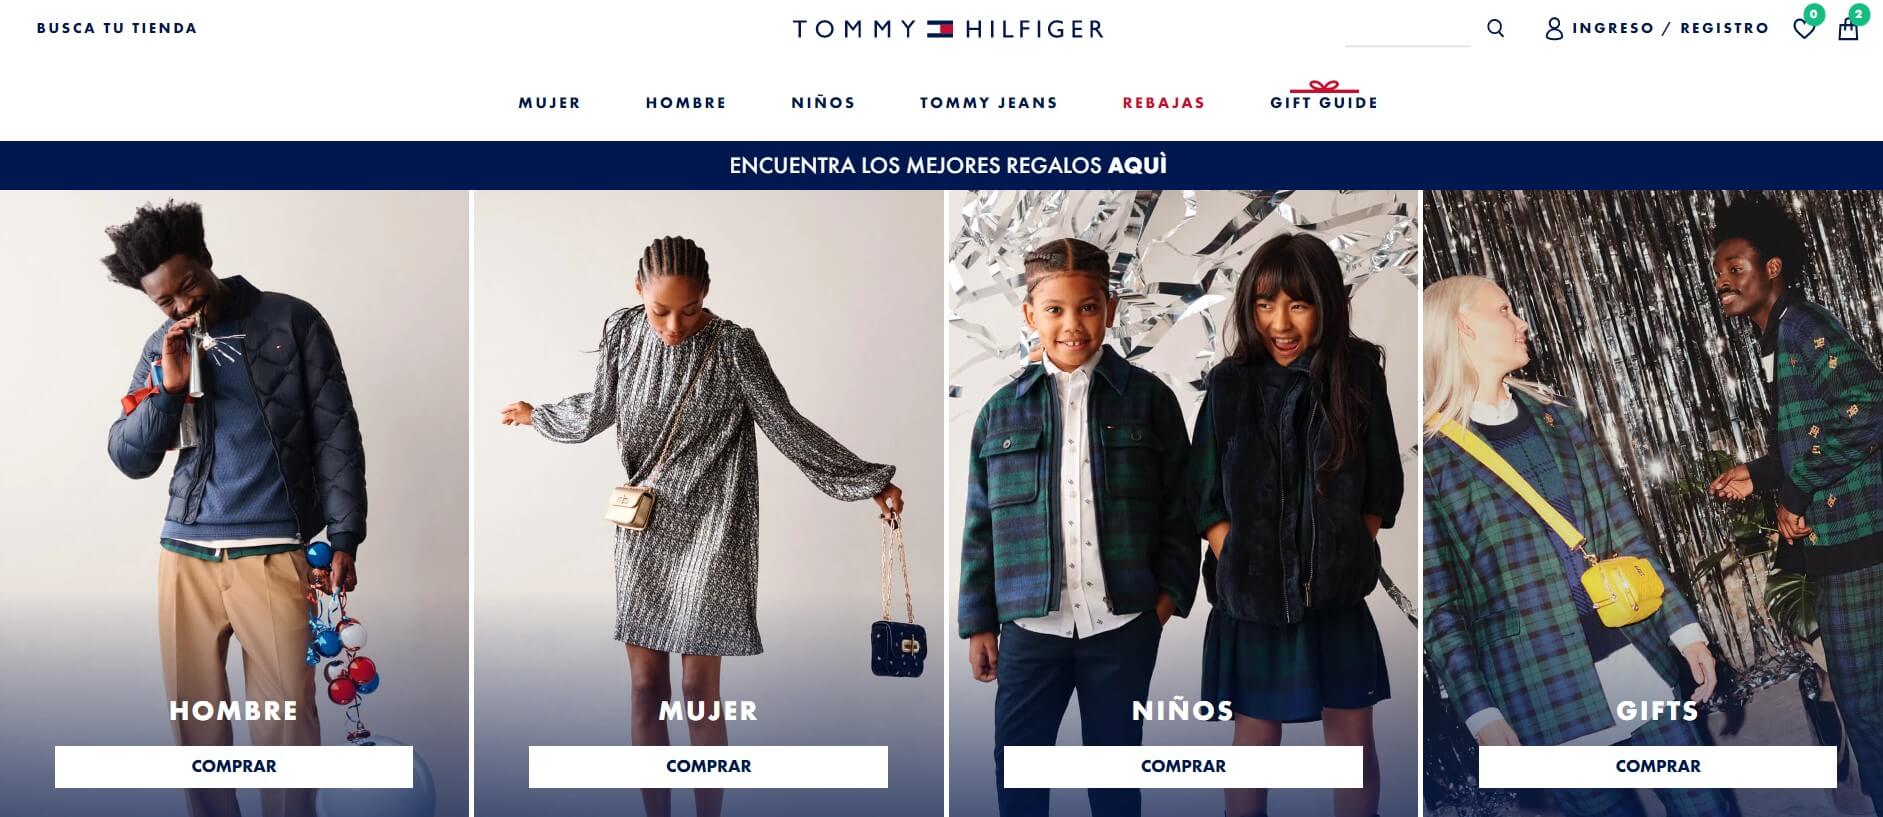 BUSCA TU TIENDA
TOMMY HILFIGER
INGRESO / REGISTRO
0
2
MUJER
HOMBRE
NIÑOS
TOMMY JEANS
REBAJAS
GIFT GUIDE
ENCUENTRA LOS MEJORES REGALOS AQUÌ
HOMBRE
MUJER
NIÑOS
GIFTS
COMPRAR
COMPRAR
COMPRAR
COMPRAR